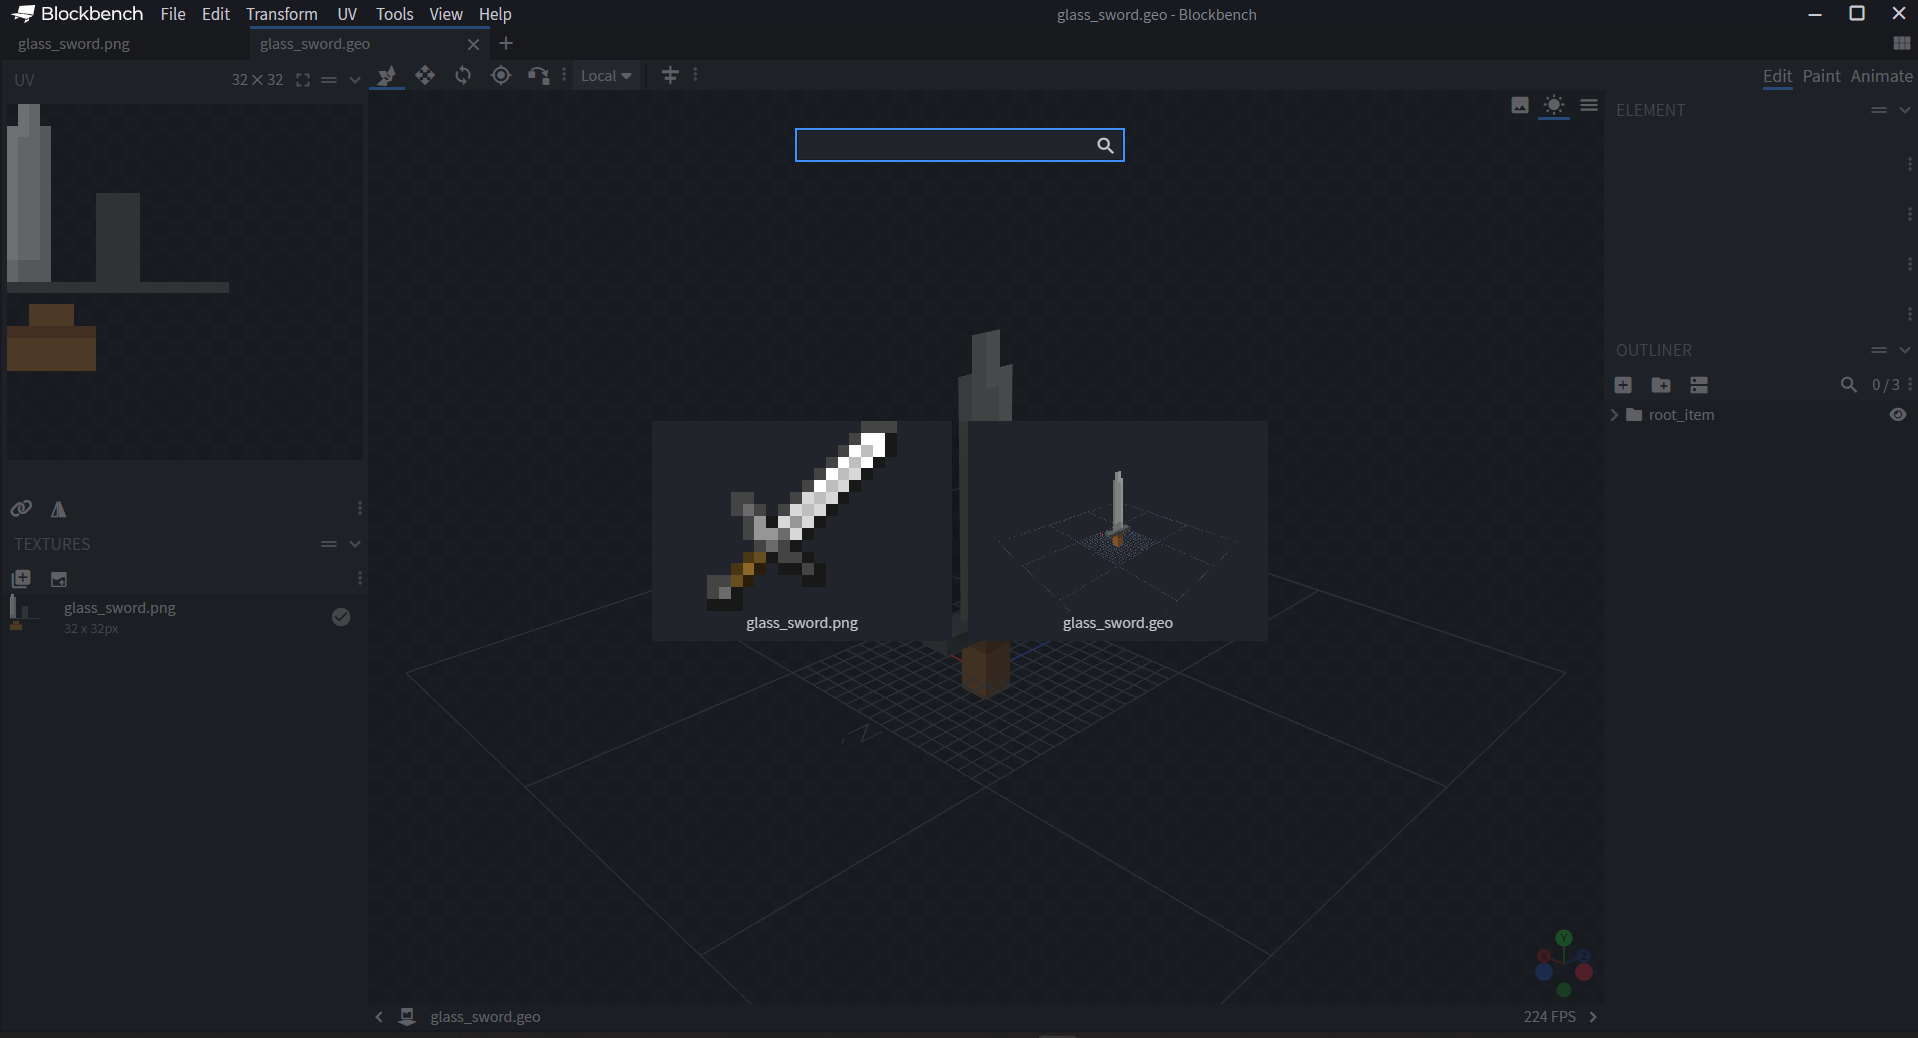 Blockbench File Edit Transform UV Tools View Help
glass_sword.geo - Blockbench
glass_sword.png
glass_sword.geo
UV
32 × 32
Local
Edit Paint Animate
ELEMENT
OUTLINER
0 / 3
root_item
TEXTURES
glass_sword.png
32 x 32px
glass_sword.png
glass_sword.geo
Y
X
Z
glass_sword.geo
224 FPS